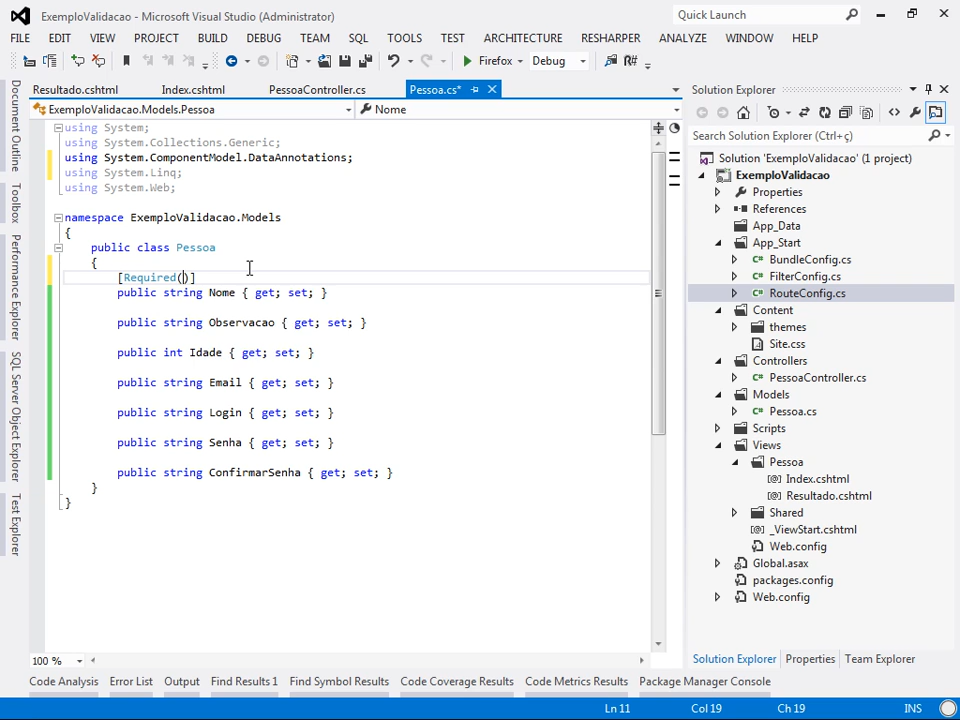 ExemploValidacao - Microsoft Visual Studio (Administrator)
Quick Launch
FILE EDIT VIEW PROJECT BUILD DEBUG TEAM SQL TOOLS TEST ARCHITECTURE RESHARPER ANALYZE WINDOW HELP
Firefox Debug R#
Resultado.cshtml Index.cshtml PessoaController.cs Pessoa.cs*
ExemploValidacao.Models.Pessoa Nome
using System;
using System.Collections.Generic;
using System.ComponentModel.DataAnnotations;
using System.Linq;
using System.Web;
namespace ExemploValidacao.Models
{
public class Pessoa
{
[Required()]
public string Nome { get; set; }
public string Observacao { get; set; }
public int Idade { get; set; }
public string Email { get; set; }
public string Login { get; set; }
public string Senha { get; set; }
public string ConfirmarSenha { get; set; }
}
}
100 %
Document Outline
Toolbox
Performance Explorer
SQL Server Object Explorer
Test Explorer
Solution Explorer
Search Solution Explorer (Ctrl+ç)
Solution 'ExemploValidacao' (1 project)
ExemploValidacao
Properties
References
App_Data
App_Start
BundleConfig.cs
FilterConfig.cs
RouteConfig.cs
Content
themes
Site.css
Controllers
PessoaController.cs
Models
Pessoa.cs
Scripts
Views
Pessoa
Index.cshtml
Resultado.cshtml
Shared
_ViewStart.cshtml
Web.config
Global.asax
packages.config
Web.config
Solution Explorer Properties Team Explorer
Code Analysis Error List Output Find Results 1 Find Symbol Results Code Coverage Results Code Metrics Results Package Manager Console
Ln 11 Col 19 Ch 19 INS